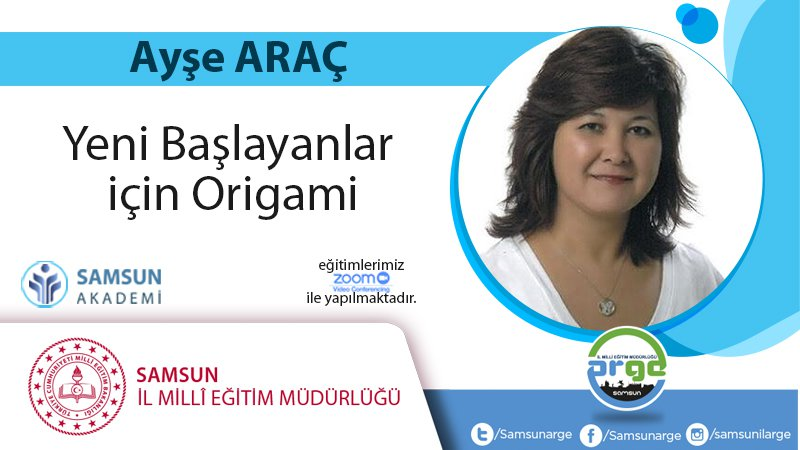 Ayşe ARAÇ
Yeni Başlayanlar
için Origami
SAMSUN
AKADEMİ
eğitimlerimiz
zoom
Video Conferencing
ile yapılmaktadır.
TÜRKİYE CUMHURİYETİ MİLLÎ EĞİTİM BAKANLIĞI
SAMSUN
İL MİLLÎ EĞİTİM MÜDÜRLÜĞÜ
İL MİLLİ EĞİTİM MÜDÜRLÜĞÜ
arge
samsun
/Samsunarge
/Samsunarge
/samsunilarge